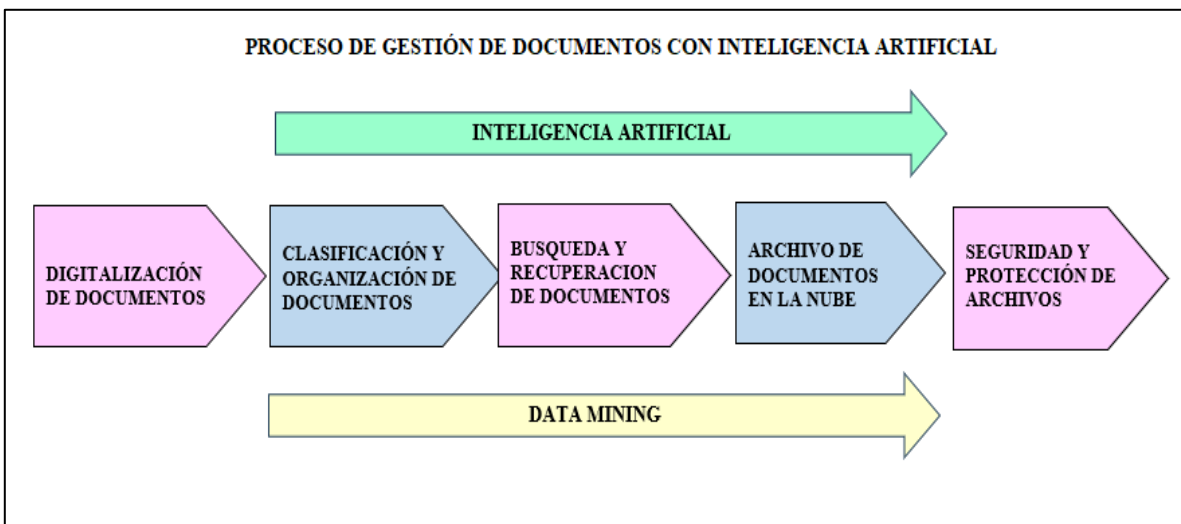 PROCESO DE GESTIÓN DE DOCUMENTOS CON INTELIGENCIA ARTIFICIAL
INTELIGENCIA ARTIFICIAL
DIGITALIZACIÓN
DE DOCUMENTOS
CLASIFICACIÓN Y
ORGANIZACIÓN DE
DOCUMENTOS
BUSQUEDA Y
RECUPERACION
DE DOCUMENTOS
ARCHIVO DE
DOCUMENTOS
EN LA NUBE
SEGURIDAD Y
PROTECCIÓN DE
ARCHIVOS
DATA MINING